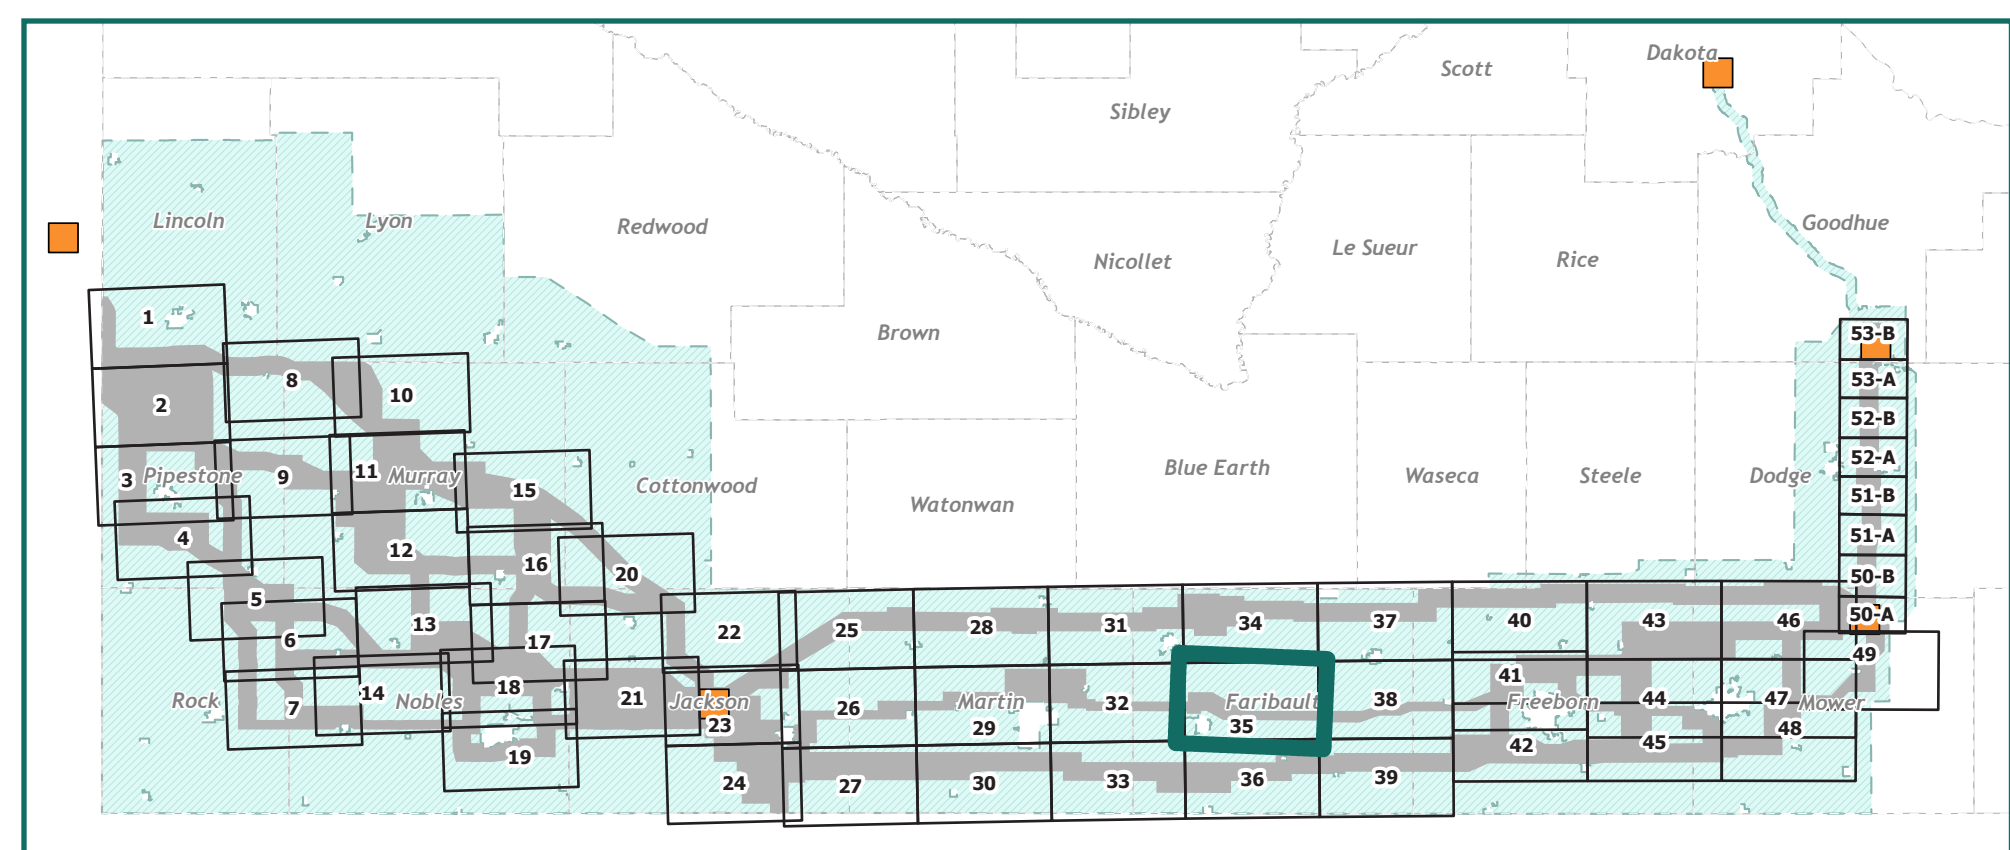 Dakota
Scott
Sibley
Lincoln
Lyon
Redwood
Goodhue
Le Sueur
Rice
Nicollet
1
Brown
53-B
8
10
53-A
2
52-B
52-A
Blue Earth
3
Pipestone
9
11
Murray
15
Cottonwood
Watonwan
Waseca
Steele
Dodge
51-B
4
12
16
20
51-A
50-B
5
6
13
17
22
25
28
31
34
37
40
43
46
50-A
49
Rock
7
14
Nobles
18
21
Jackson
23
26
Martin
29
32
Faribault
35
38
41
Freeborn
44
47
Mower
48
42
45
19
24
27
30
33
36
39